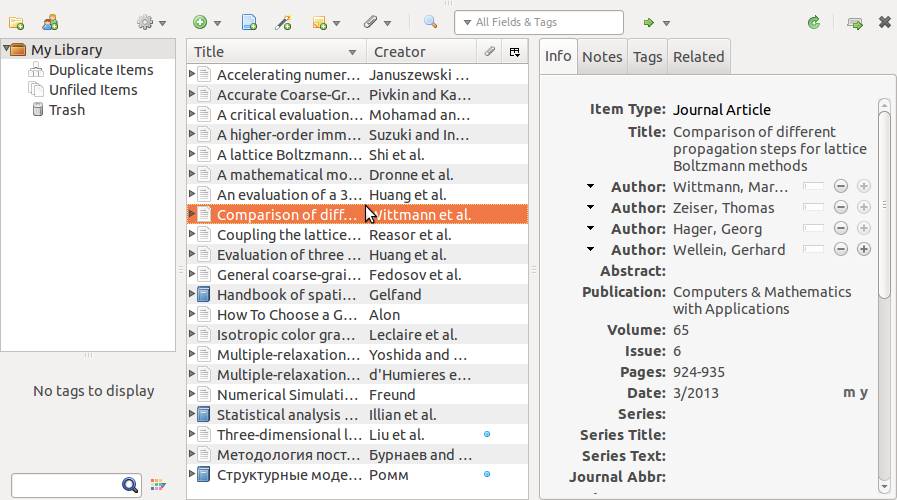 All Fields & Tags
My Library
Duplicate Items
Unfiled Items
Trash
No tags to display
Title Creator
Accelerating numer... Januszewski ...
Accurate Coarse-Gr... Pivkin and Ka...
A critical evaluation... Mohamad an...
A higher-order imm... Suzuki and In...
A lattice Boltzmann... Shi et al.
A mathematical mo... Dronne et al.
An evaluation of a 3... Huang et al.
Comparison of diff... Wittmann et al.
Coupling the lattice... Reasor et al.
Evaluation of three ... Huang et al.
General coarse-grai... Fedosov et al.
Handbook of spati... Gelfand
How To Choose a G... Alon
Isotropic color gra... Leclaire et al.
Multiple-relaxation... Yoshida and ...
Multiple-relaxation... d'Humieres e...
Numerical Simulati... Freund
Statistical analysis ... Illian et al.
Three-dimensional l... Liu et al.
Методология пост... Бурнаев and ...
Структурные моде... Ромм
Info Notes Tags Related
Item Type: Journal Article
Title: Comparison of different
propagation steps for lattice
Boltzmann methods
Author: Wittmann, Mar...
Author: Zeiser, Thomas
Author: Hager, Georg
Author: Wellein, Gerhard
Abstract:
Publication: Computers & Mathematics
with Applications
Volume: 65
Issue: 6
Pages: 924-935
Date: 3/2013 m y
Series:
Series Title:
Series Text:
Journal Abbr: